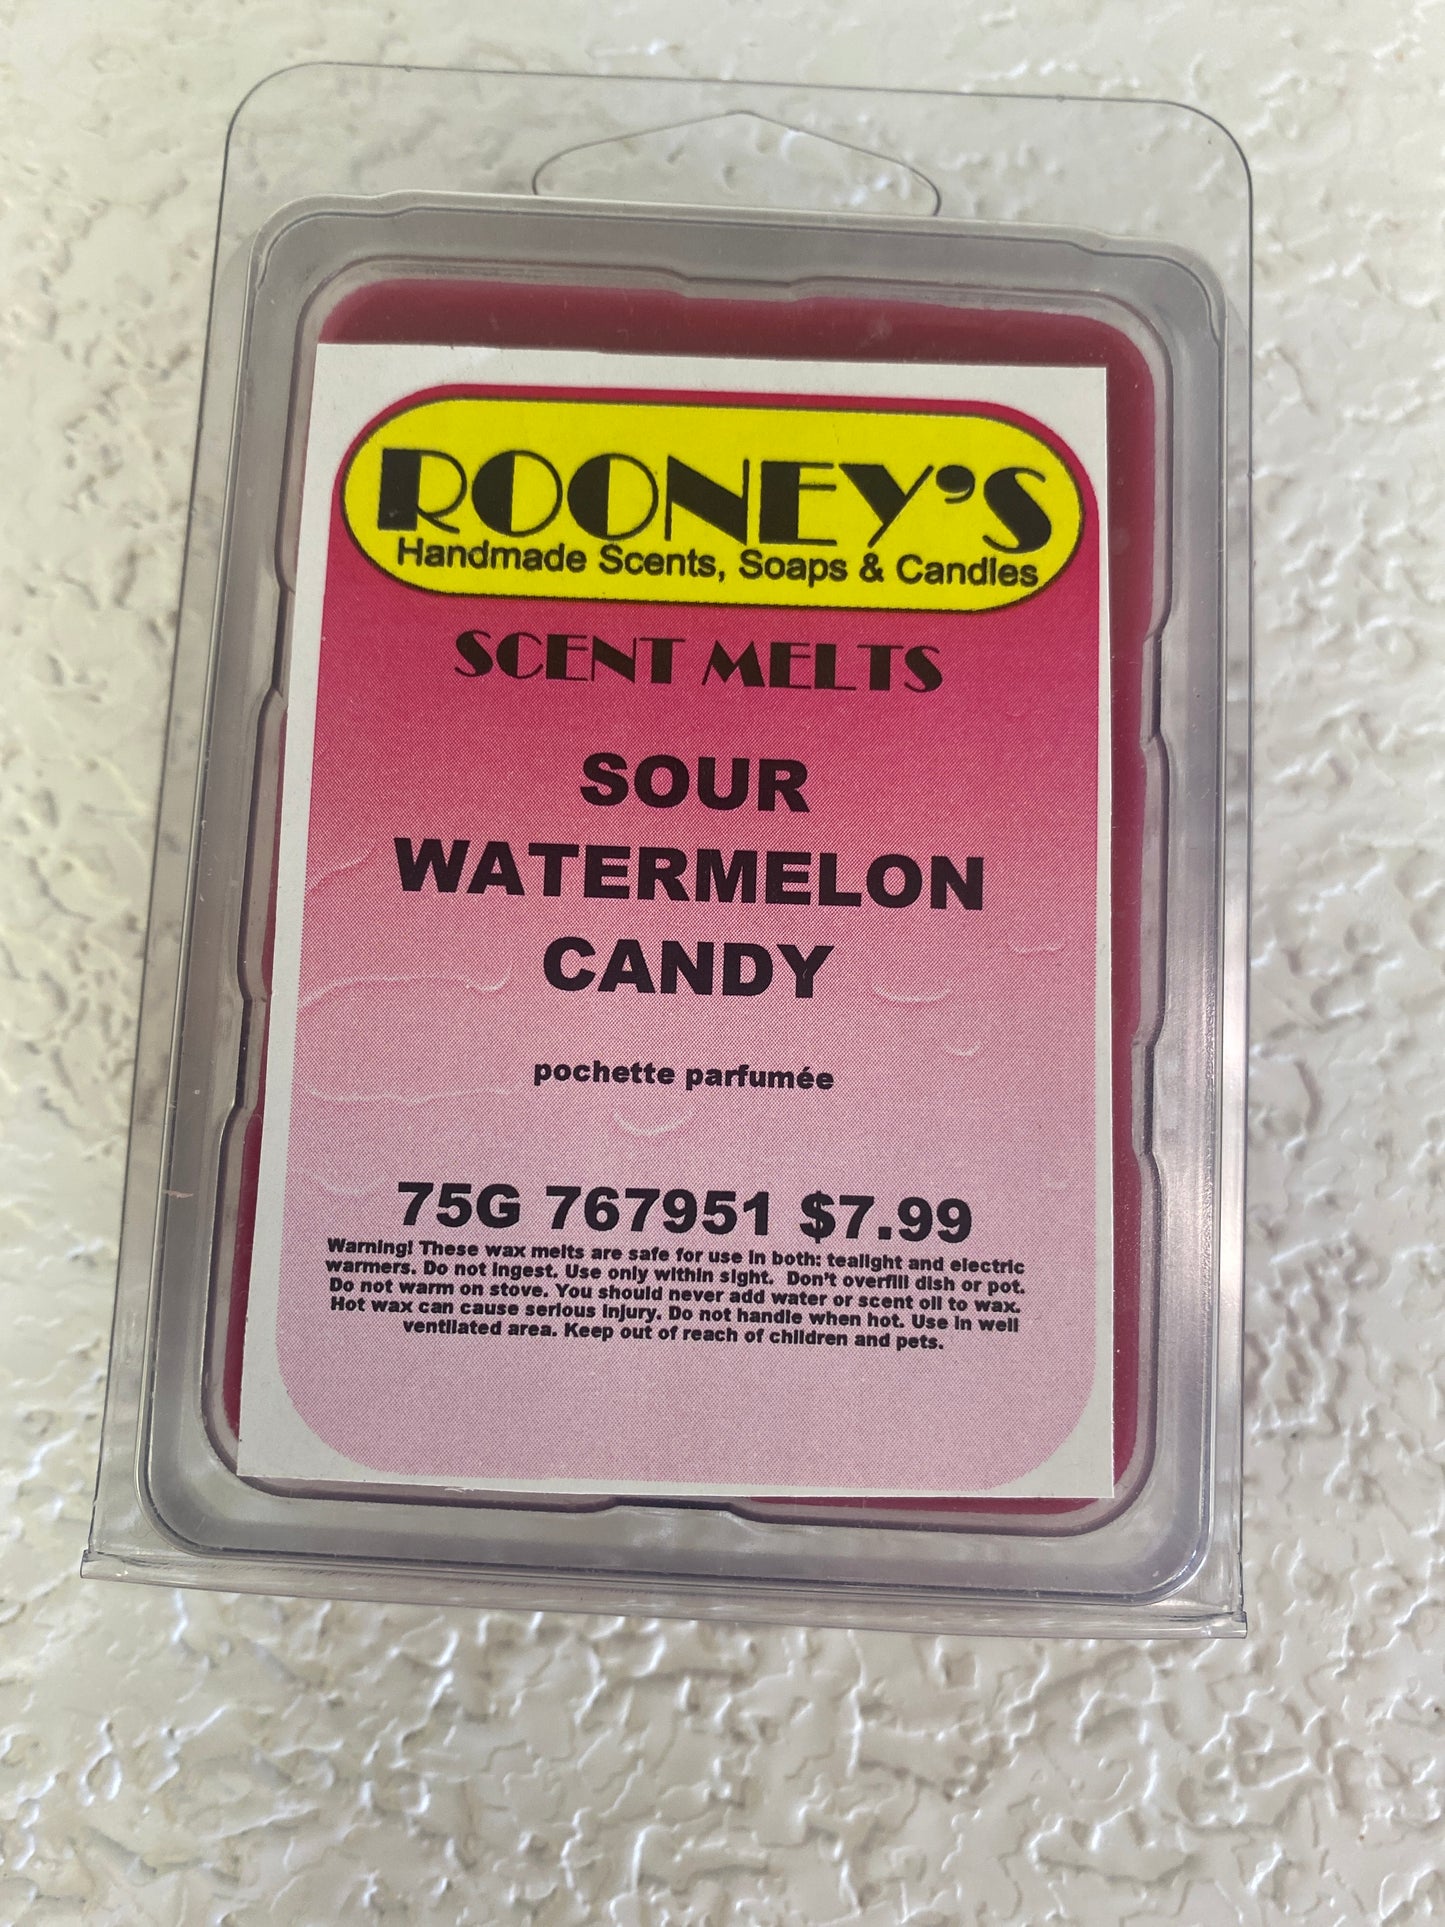 ROONEY'S
Handmade Scents, Soaps & Candles
SCENT MELTS
SOUR
WATERMELON
CANDY
pochette parfumée
75G 767951 $7.99
Warning! These wax melts are safe for use in both: tealight and electric
warmers. Do not ingest. Use only within sight. Don't overfill dish or pot.
Do not warm on stove. You should never add water or scent oil to wax.
Hot wax can cause serious injury. Do not handle when hot. Use in well
ventilated area. Keep out of reach of children and pets.